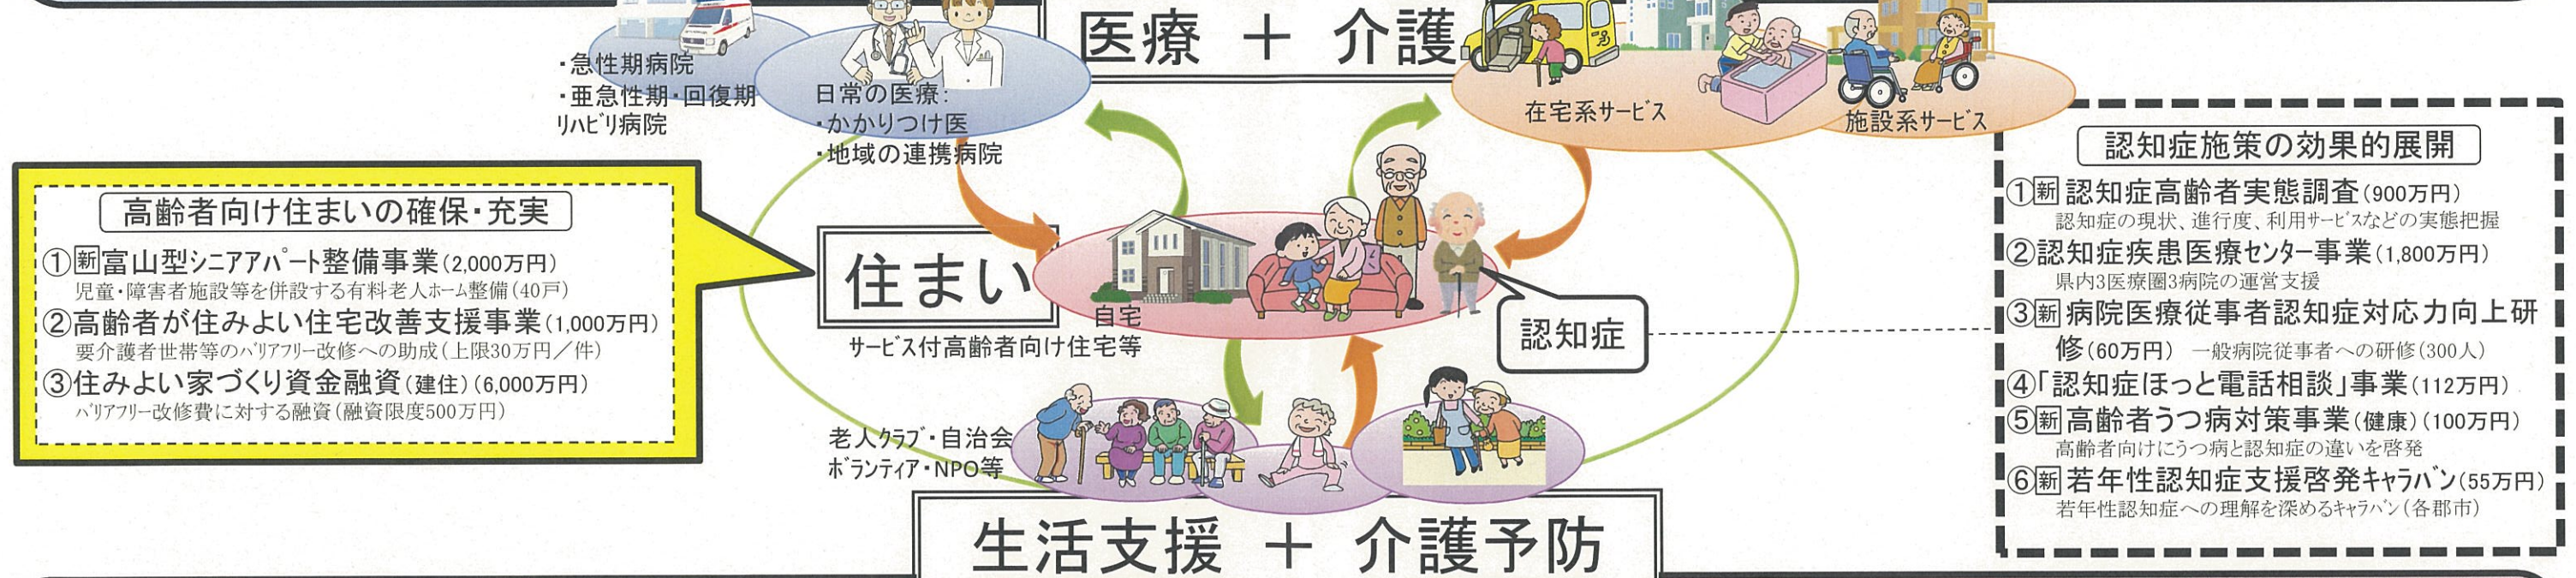 医療 ＋ 介護
・急性期病院
・亜急性期・回復期
ﾘﾊﾋﾞﾘ病院
日常の医療:
・かかりつけ医
・地域の連携病院
在宅系サービス
施設系サービス
高齢者向け住まいの確保・充実
①新富山型ｼﾆｱｱﾊﾟｰﾄ整備事業(2,000万円)
児童・障害者施設等を併設する有料老人ﾎｰﾑ整備(40戸)
②高齢者が住みよい住宅改善支援事業(1,000万円)
要介護者世帯等のﾊﾞﾘｱﾌﾘｰ改修への助成(上限30万円／件)
③住みよい家づくり資金融資(建住)(6,000万円)
ﾊﾞﾘｱﾌﾘｰ改修費に対する融資(融資限度500万円)
住まい
自宅
サービス付高齢者向け住宅等
認知症
老人ｸﾗﾌﾞ・自治会
ﾎﾞﾗﾝﾃｨｱ・NPO等
生活支援 ＋ 介護予防
認知症施策の効果的展開
①新認知症高齢者実態調査(900万円)
認知症の現状、進行度、利用ｻｰﾋﾞｽなどの実態把握
②認知症疾患医療ｾﾝﾀｰ事業(1,800万円)
県内3医療圏3病院の運営支援
③新病院医療従事者認知症対応力向上研
修(60万円) 一般病院従事者への研修(300人)
④「認知症ほっと電話相談」事業(112万円)
⑤新高齢者うつ病対策事業(健康)(100万円)
高齢者向けにうつ病と認知症の違いを啓発
⑥新若年性認知症支援啓発ｷｬﾗﾊﾞﾝ(55万円)
若年性認知症への理解を深めるｷｬﾗﾊﾞﾝ(各郡市)